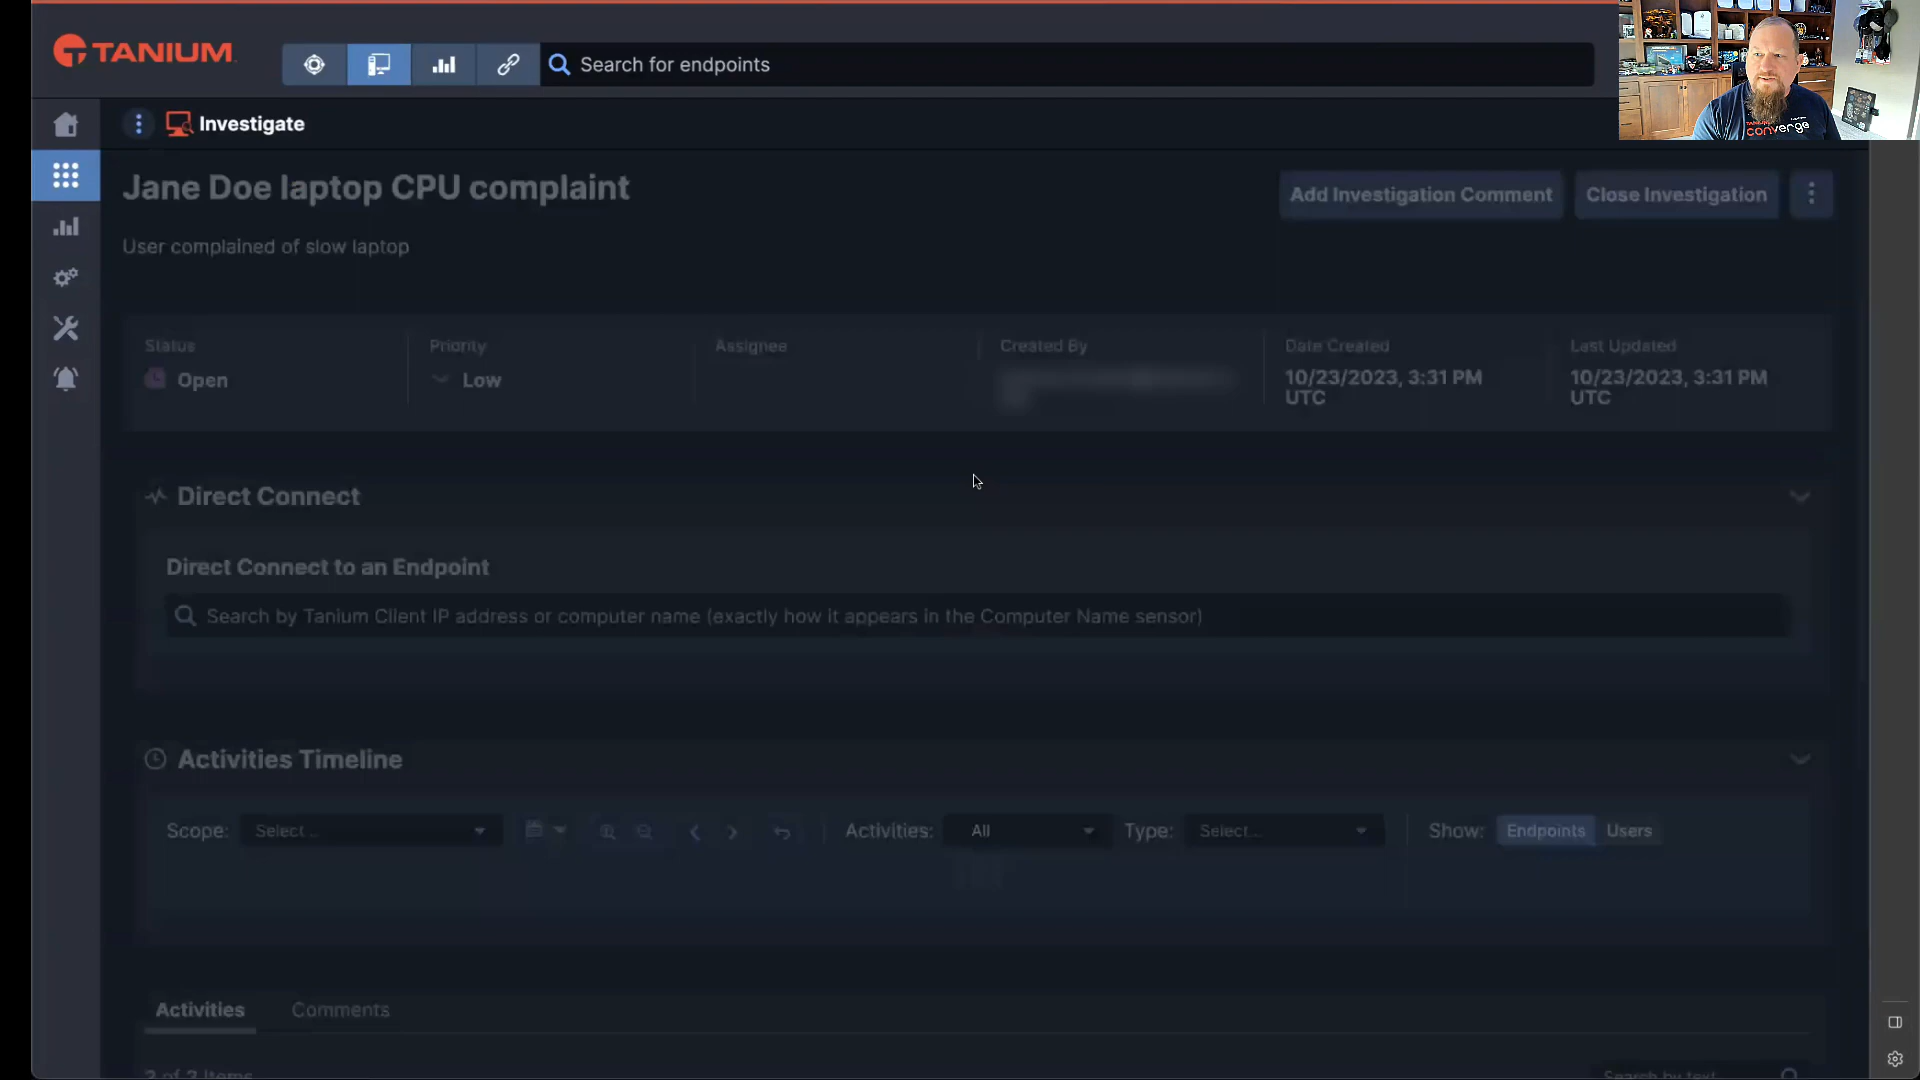 TANIUM
Search for endpoints
Investigate
converge
Jane Doe laptop CPU complaint
Add Investigation Comment
Close Investigation
User complained of slow laptop
Status
Priority
Assignee
Created By
Date Created
Last Updated
Open
Low
10/23/2023, 3:31 PM
UTC
10/23/2023, 3:31 PM
UTC
Direct Connect
Direct Connect to an Endpoint
Search by Tanium Client IP address or computer name (exactly how it appears in the Computer Name sensor)
Activities Timeline
Scope: Select...
Activities: All
Type: Select...
Show: Endpoints Users
Activities
Comments
Search by text